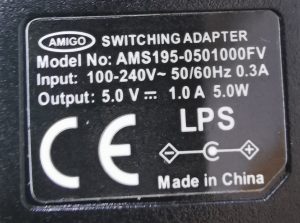 AMIGO SWITCHING ADAPTER
Model No: AMS195-0501000FV
Input: 100-240V~ 50/60Hz 0.3A
Output: 5.0 V⎓ 1.0 A 5.0W
CE LPS
Made in China